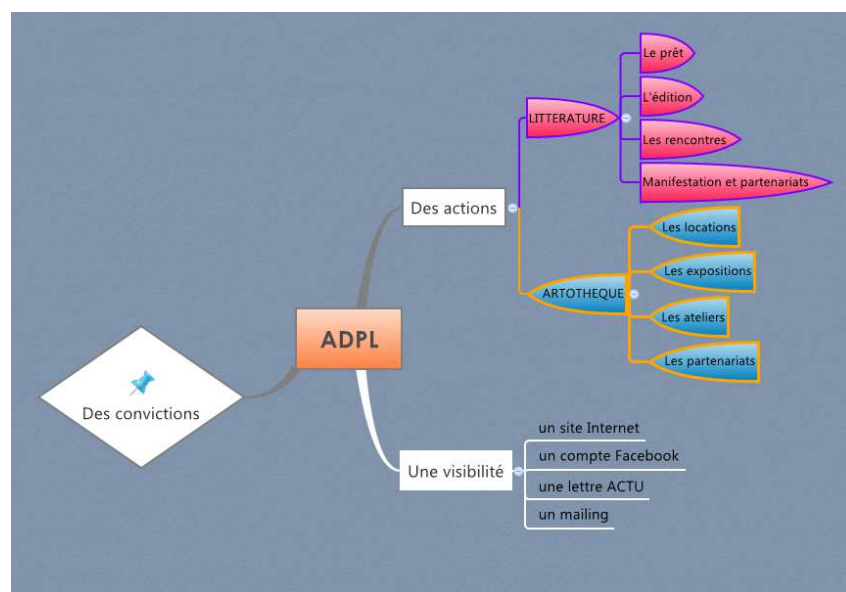 ADPL
Des convictions
Des actions
LITTERATURE
Le prêt
L'édition
Les rencontres
Manifestation et partenariats
ARTOTHEQUE
Les locations
Les expositions
Les ateliers
Les partenariats
Une visibilité
un site Internet
un compte Facebook
une lettre ACTU
un mailing